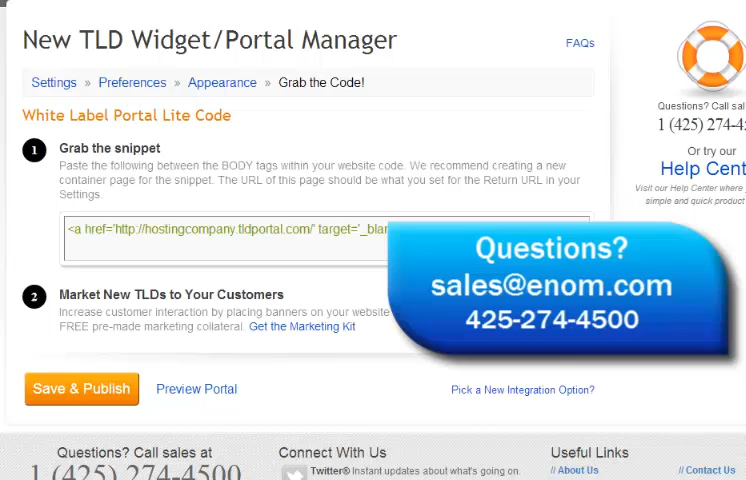 New TLD Widget/Portal Manager
FAQs
Settings » Preferences » Appearance » Grab the Code!
White Label Portal Lite Code
1 Grab the snippet
Paste the following between the BODY tags within your website code. We recommend creating a new
container page for the snippet. The URL of this page should be what you set for the Return URL in your
Settings.
<a href='http://hostingcompany.tldportal.com/' target='_blan
2 Market New TLDs to Your Customers
Increase customer interaction by placing banners on your website
FREE pre-made marketing collateral. Get the Marketing Kit
Questions?
sales@enom.com
425-274-4500
Save & Publish
Preview Portal
Pick a New Integration Option?
Questions? Call sal
1 (425) 274-4
Or try our
Help Cent
Visit our Help Center where
simple and quick product
Questions? Call sales at
1 (425) 274-4500
Connect With Us
Twitter® Instant updates about what's going on.
Useful Links
// About Us
// Contact Us